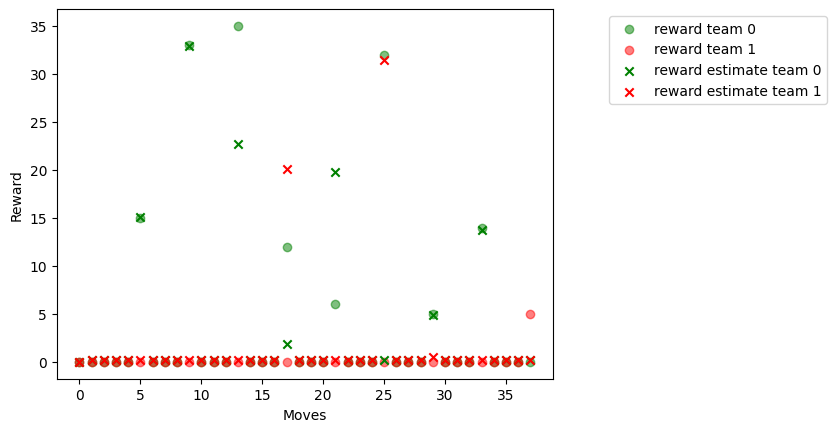 35
30
25
20
15
10
5
0
Reward
0
5
10
15
20
25
30
35
Moves
reward team 0
reward team 1
reward estimate team 0
reward estimate team 1